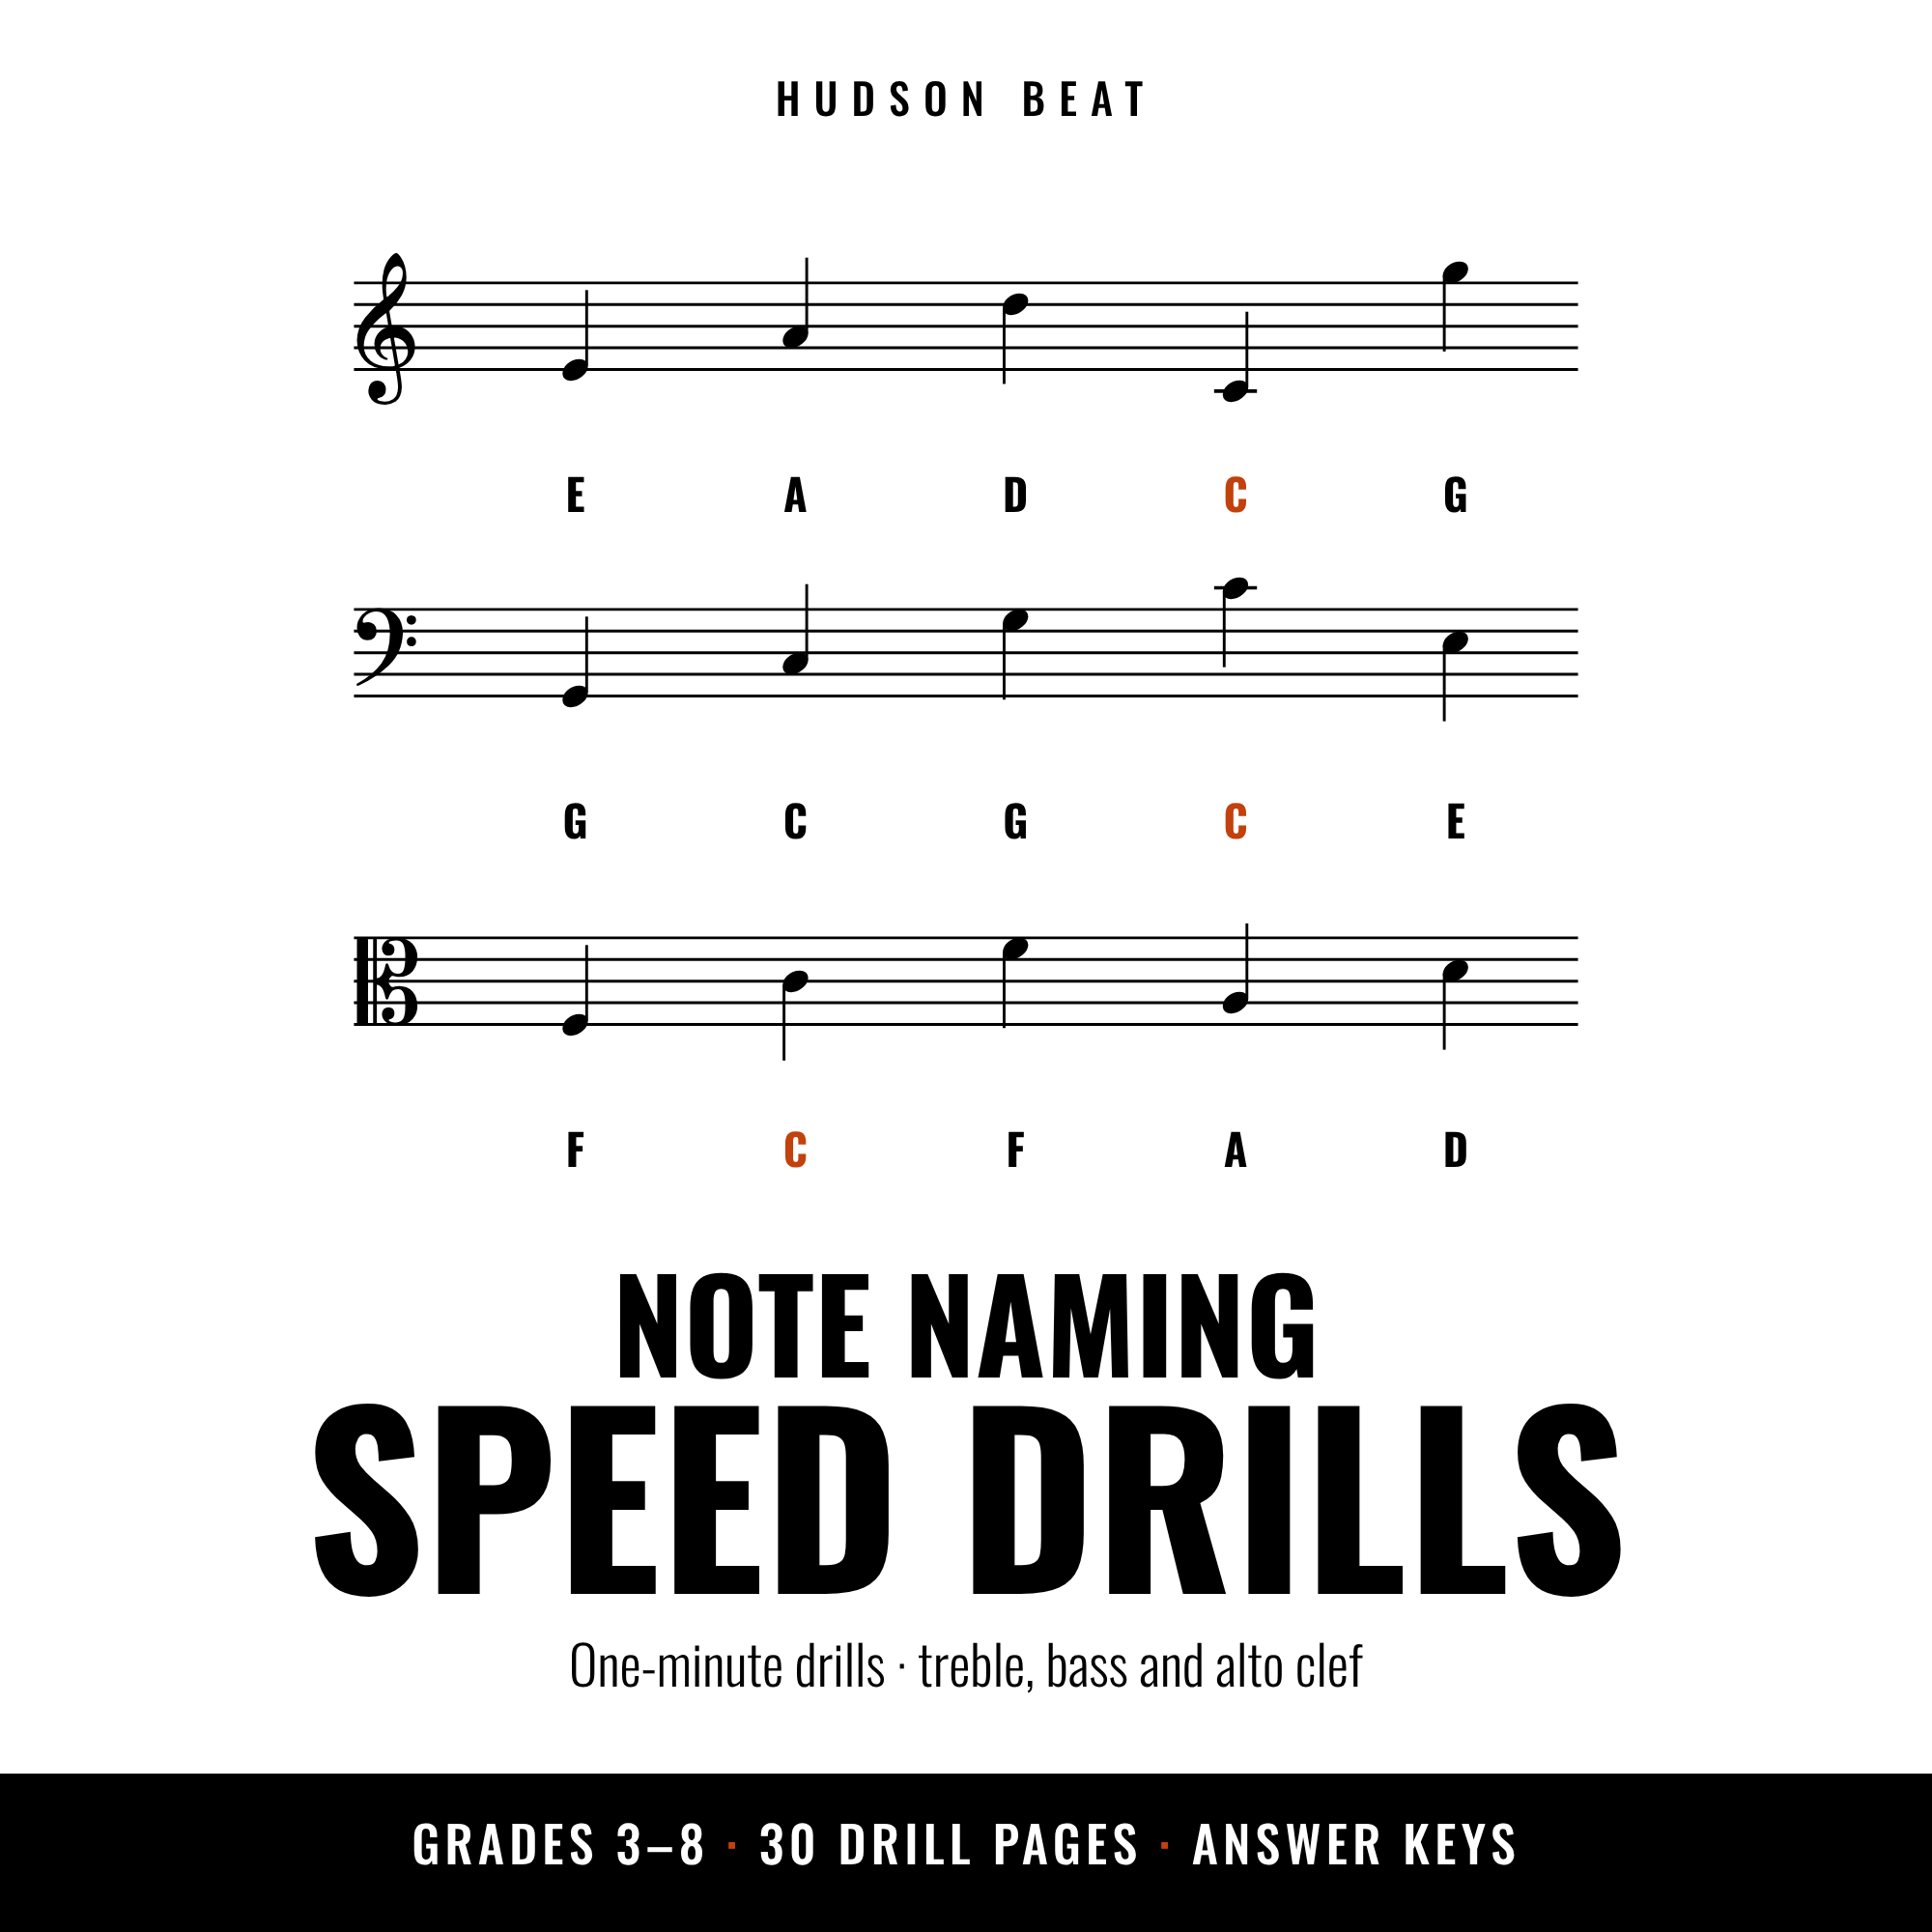 HUDSON BEAT
E A D C G
G C G C E
F C F A D
NOTE NAMING
SPEED DRILLS
One-minute drills · treble, bass and alto clef
GRADES 3–8 · 30 DRILL PAGES · ANSWER KEYS